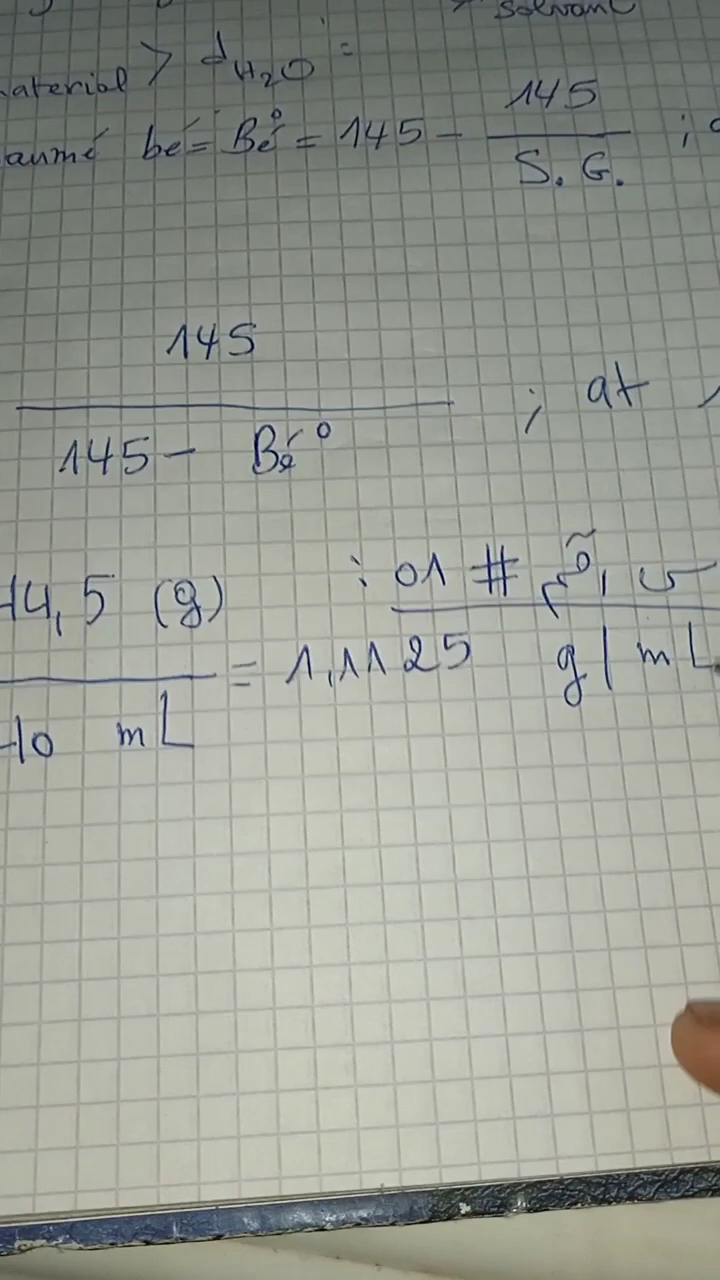 solvant
material > d H₂O =
aumé bé = Bé° = 145 - 145 / S. G. ;
145 / 145 - Bé° ; at
14,5 (g) / 10 mL = 1,1125 g/mL
: 01 #